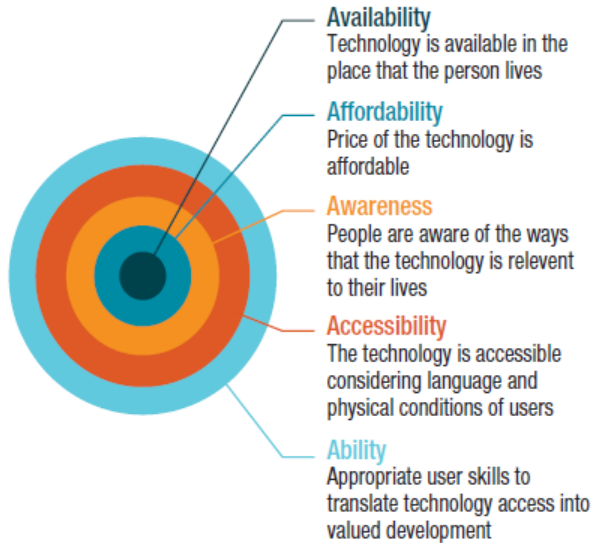 Availability
Technology is available in the
place that the person lives
Affordability
Price of the technology is
affordable
Awareness
People are aware of the ways
that the technology is relevent
to their lives
Accessibility
The technology is accessible
considering language and
physical conditions of users
Ability
Appropriate user skills to
translate technology access into
valued development